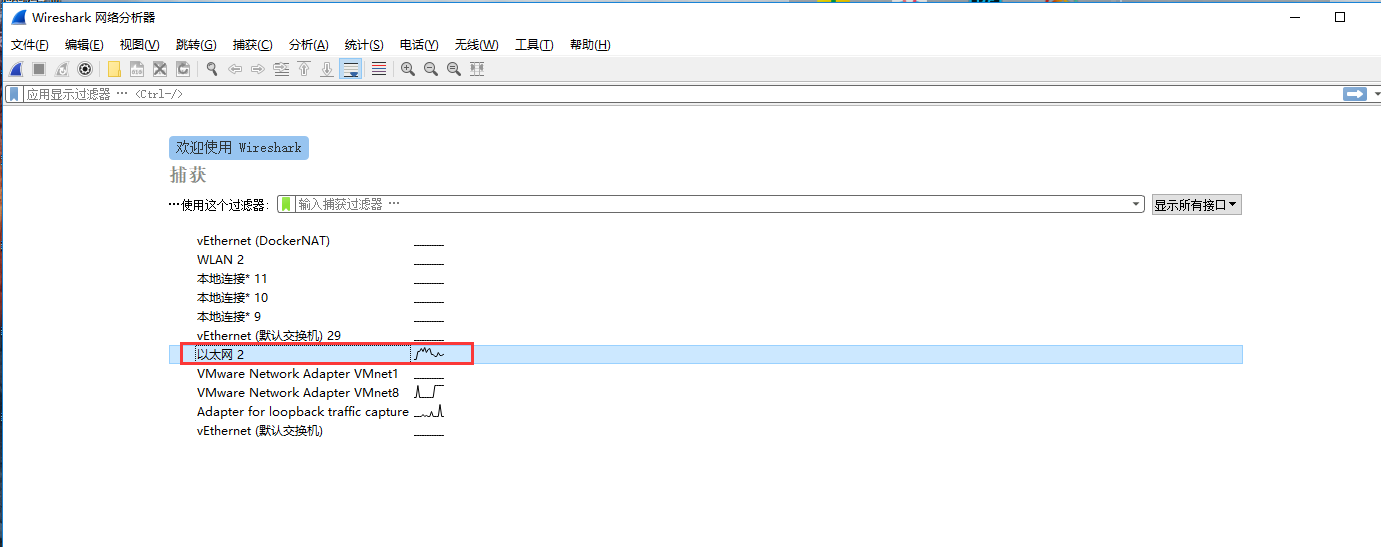 Wireshark 网络分析器
文件(F) 编辑(E) 视图(V) 跳转(G) 捕获(C) 分析(A) 统计(S) 电话(Y) 无线(W) 工具(T) 帮助(H)
应用显示过滤器 … <Ctrl-/>
欢迎使用 Wireshark
捕获
…使用这个过滤器: 输入捕获过滤器 … 显示所有接口
vEthernet (DockerNAT)
WLAN 2
本地连接* 11
本地连接* 10
本地连接* 9
vEthernet (默认交换机) 29
以太网 2
VMware Network Adapter VMnet1
VMware Network Adapter VMnet8
Adapter for loopback traffic capture
vEthernet (默认交换机)